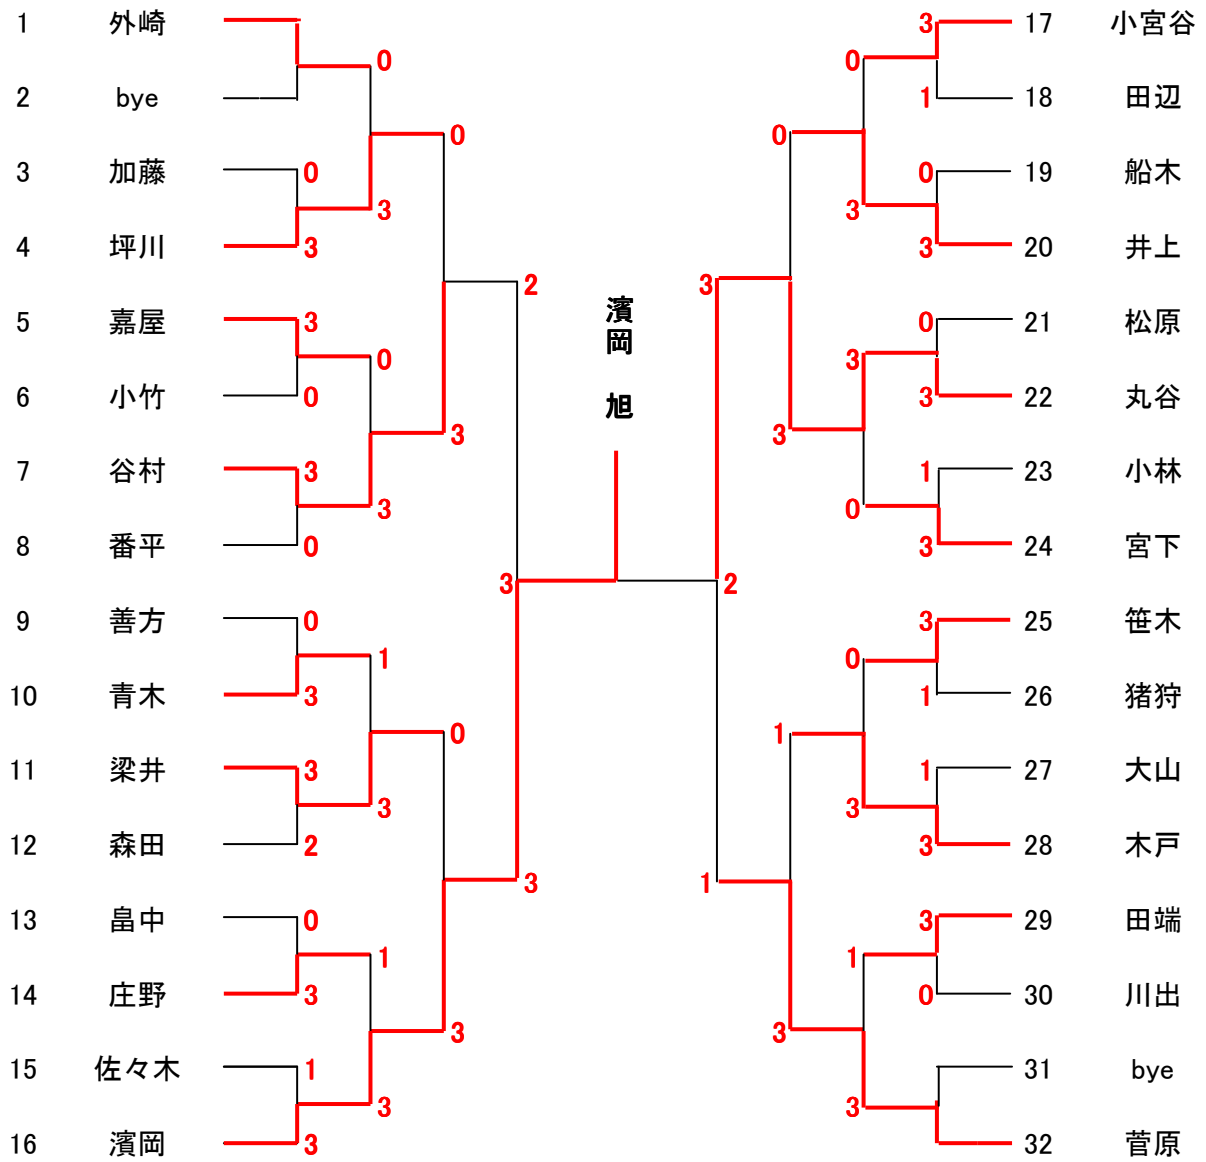 1 外崎 3 17 小宮谷
0 0
2 bye 1 18 田辺
0 0
3 加藤 0 0 19 船木
3 3
4 坪川 3 3 20 井上
2 3
濱岡 旭
5 嘉屋 3 0 21 松原
0 3
6 小竹 0 3 22 丸谷
3 3
7 谷村 3 1 23 小林
3 0
8 番平 0 3 24 宮下
3 2
9 善方 0 3 25 笹木
1 0
10 青木 3 1 26 猪狩
0 1
11 梁井 3 1 27 大山
3 3
12 森田 2 3 28 木戸
3 1
13 畠中 0 3 29 田端
1 1
14 庄野 3 0 30 川出
3 3
15 佐々木 1 31 bye
3 3
16 濱岡 3 32 菅原